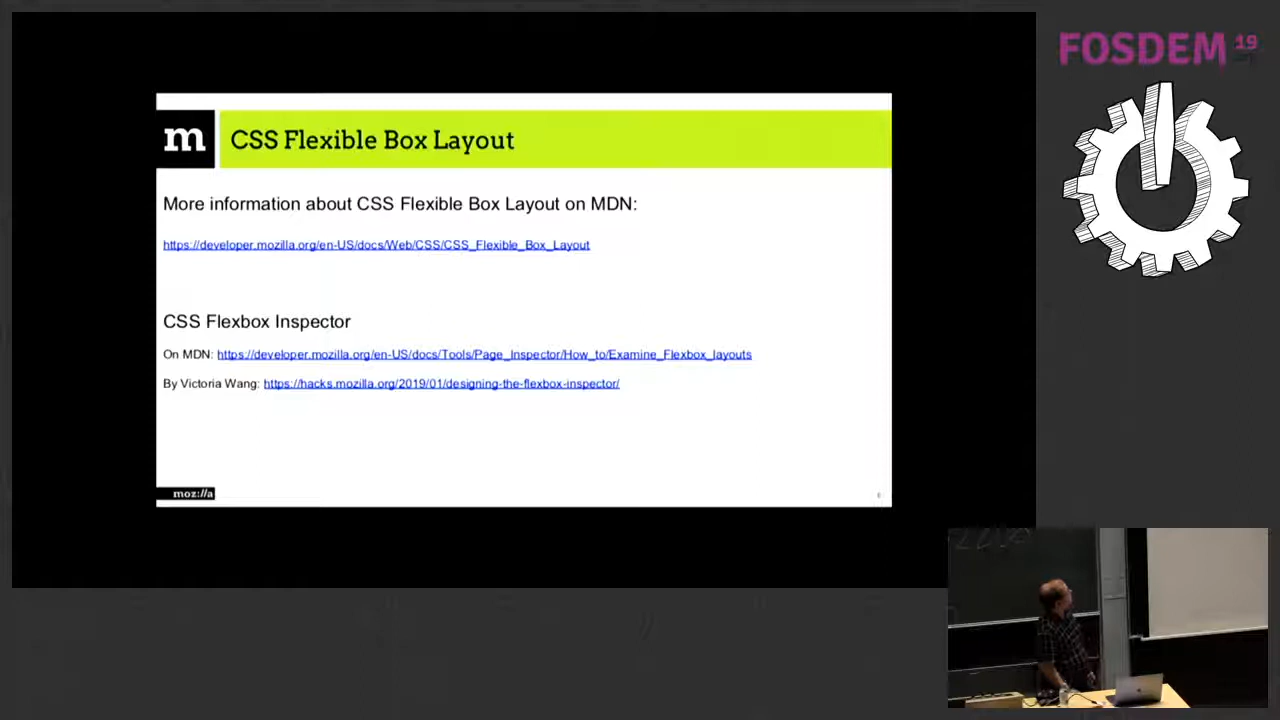 FOSDEM 19
m CSS Flexible Box Layout
More information about CSS Flexible Box Layout on MDN:
https://developer.mozilla.org/en-US/docs/Web/CSS/CSS_Flexible_Box_Layout
CSS Flexbox Inspector
On MDN: https://developer.mozilla.org/en-US/docs/Tools/Page_Inspector/How_to/Examine_Flexbox_layouts
By Victoria Wang: https://hacks.mozilla.org/2019/01/designing-the-flexbox-inspector/
moz://a